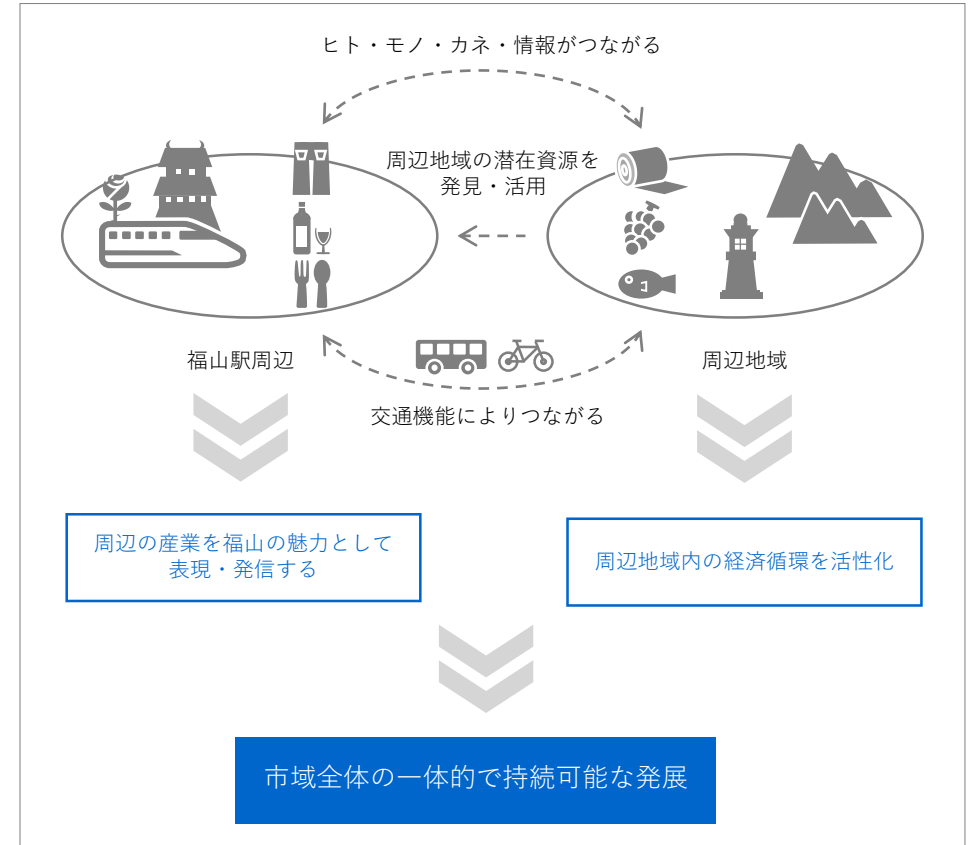 ヒト・モノ・カネ・情報がつながる
周辺地域の潜在資源を
発見・活用
福山駅周辺
周辺地域
交通機能によりつながる
周辺の産業を福山の魅力として
表現・発信する
周辺地域内の経済循環を活性化
市域全体の一体的で持続可能な発展